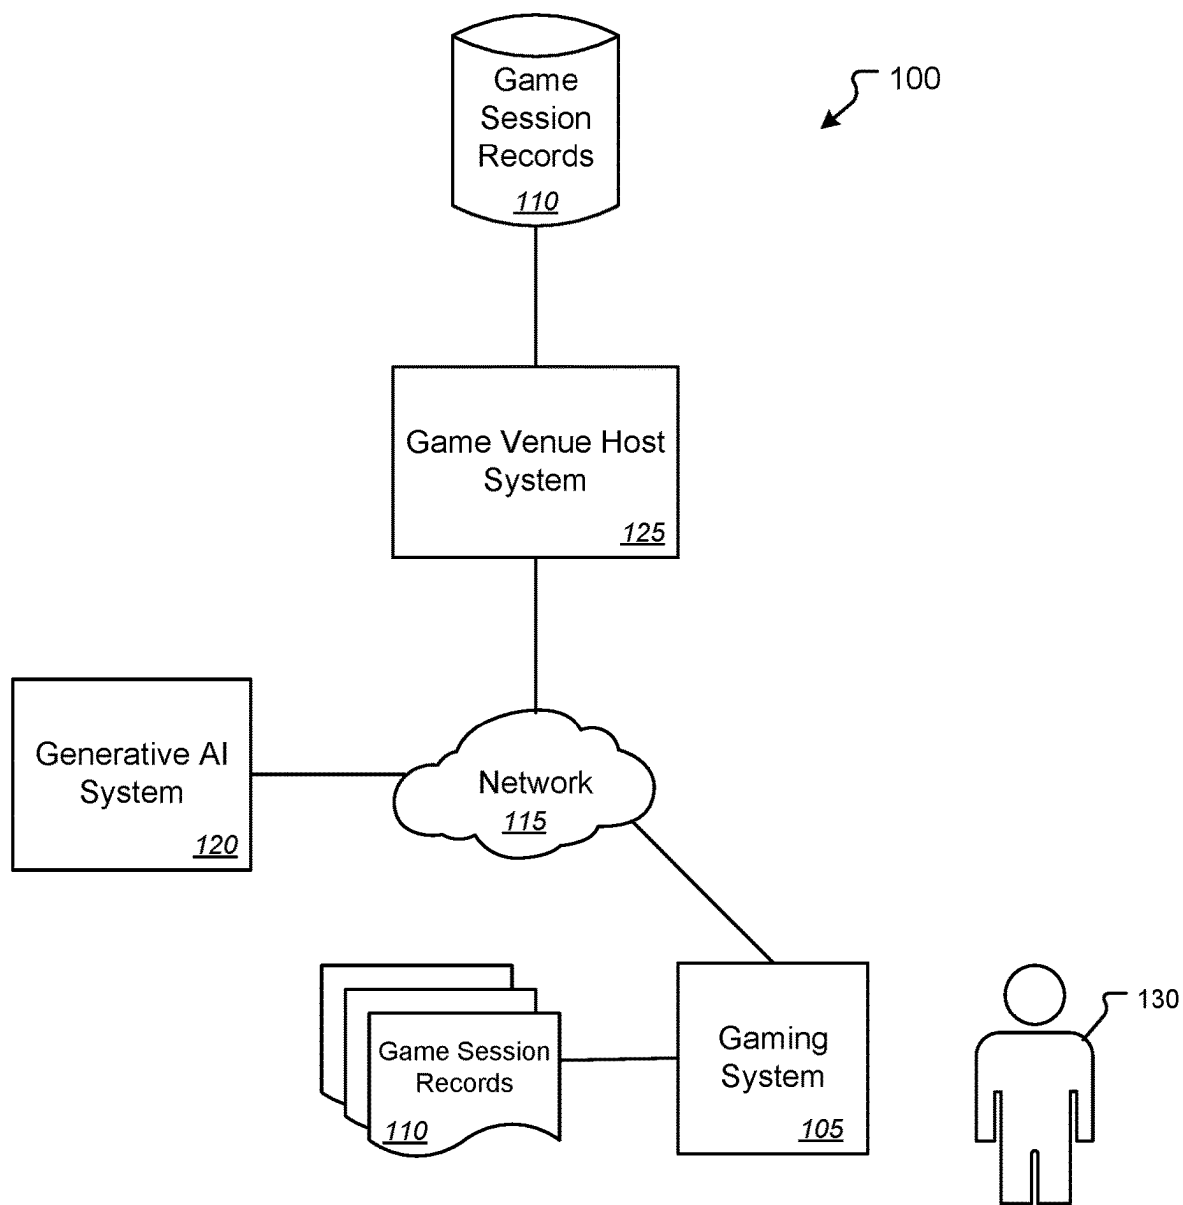 Game
Session
Records
110
100
Game Venue Host
System
125
Generative AI
System
120
Network
115
Game Session
Records
110
Gaming
System
105
130